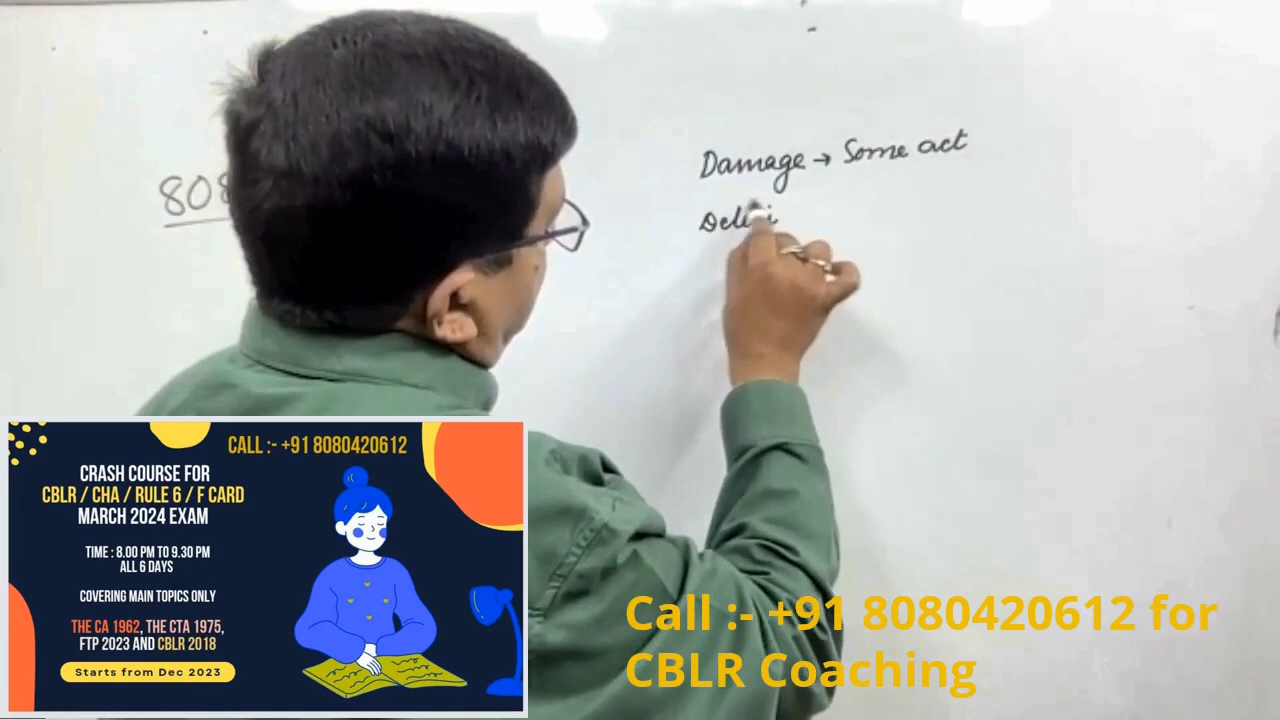 Damage → Some act
808
CALL :- +91 8080420612
CRASH COURSE FOR
CBLR / CHA / RULE 6 / F CARD
MARCH 2024 EXAM
TIME : 8.00 PM TO 9.30 PM
ALL 6 DAYS
COVERING MAIN TOPICS ONLY
THE CA 1962, THE CTA 1975,
FTP 2023 AND CBLR 2018
Starts from Dec 2023
Call :- +91 8080420612 for
CBLR Coaching